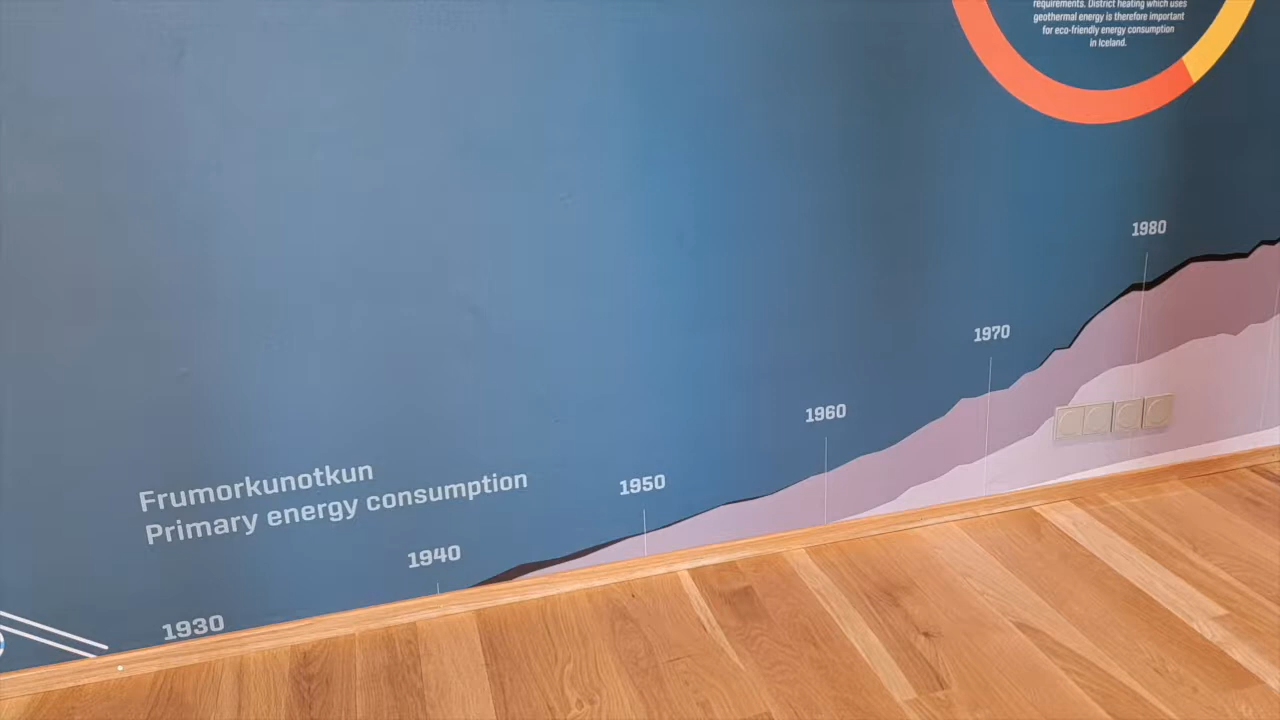 requirements. District heating which uses
geothermal energy is therefore important
for eco-friendly energy consumption
in Iceland.
1980
1970
1960
1950
Frumorkunotkun
Primary energy consumption
1940
1930